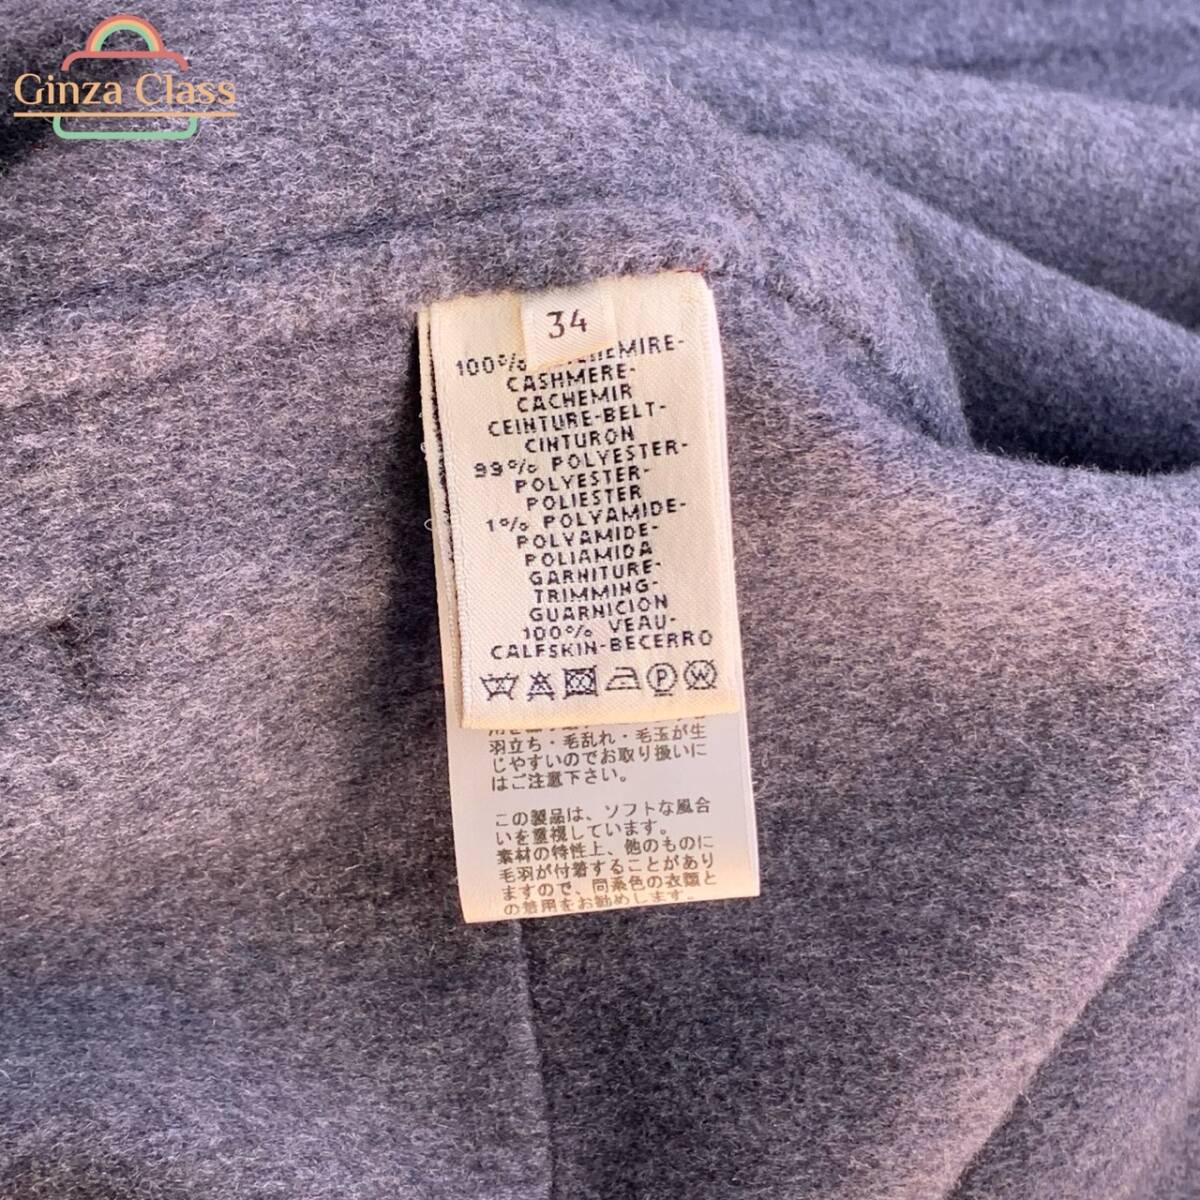 Ginza Class
34
100%
CASHMERE-
CACHEMIR
CEINTURE-BELT-
CINTURON
99% POLYESTER-
POLYESTER-
POLIESTER
1% POLYAMIDE-
POLYAMIDE-
POLIAMIDA
GARNITURE-
TRIMMING-
GUARNICION
100% VEAU-
CALFSKIN-BECERRO
P W
羽立ち・毛乱れ・毛玉が生
じやすいのでお取り扱いに
はご注意下さい。
この製品は、ソフトな風合
いを重視しています。
素材の特性上、他のものに
毛羽が付着することがあり
ますので、同系色の衣類と
の着用をお勧めします。